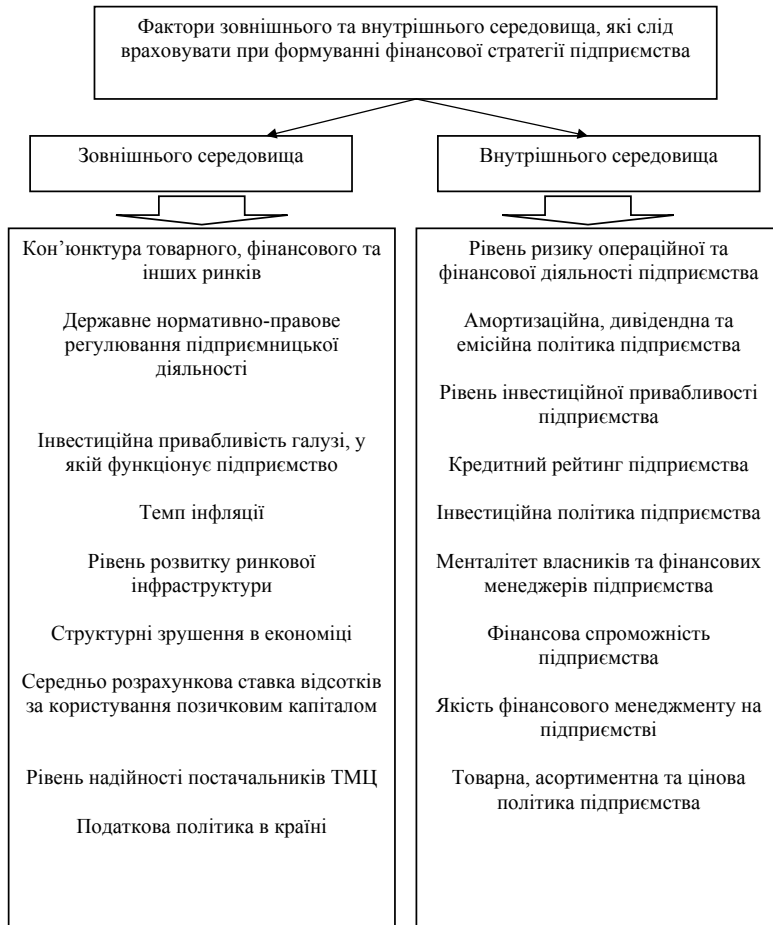 Фактори зовнішнього та внутрішнього середовища, які слід
враховувати при формуванні фінансової стратегії підприємства
Зовнішнього середовища
Внутрішнього середовища
Кон’юнктура товарного, фінансового та
інших ринків
Державне нормативно-правове
регулювання підприємницької
діяльності
Інвестиційна привабливість галузі, у
якій функціонує підприємство
Темп інфляції
Рівень розвитку ринкової
інфраструктури
Структурні зрушення в економіці
Середньо розрахункова ставка відсотків
за користування позичковим капіталом
Рівень надійності постачальників ТМЦ
Податкова політика в країні
Рівень ризику операційної та
фінансової діяльності підприємства
Амортизаційна, дивідендна та
емісійна політика підприємства
Рівень інвестиційної привабливості
підприємства
Кредитний рейтинг підприємства
Інвестиційна політика підприємства
Менталітет власників та фінансових
менеджерів підприємства
Фінансова спроможність
підприємства
Якість фінансового менеджменту на
підприємстві
Товарна, асортиментна та цінова
політика підприємства